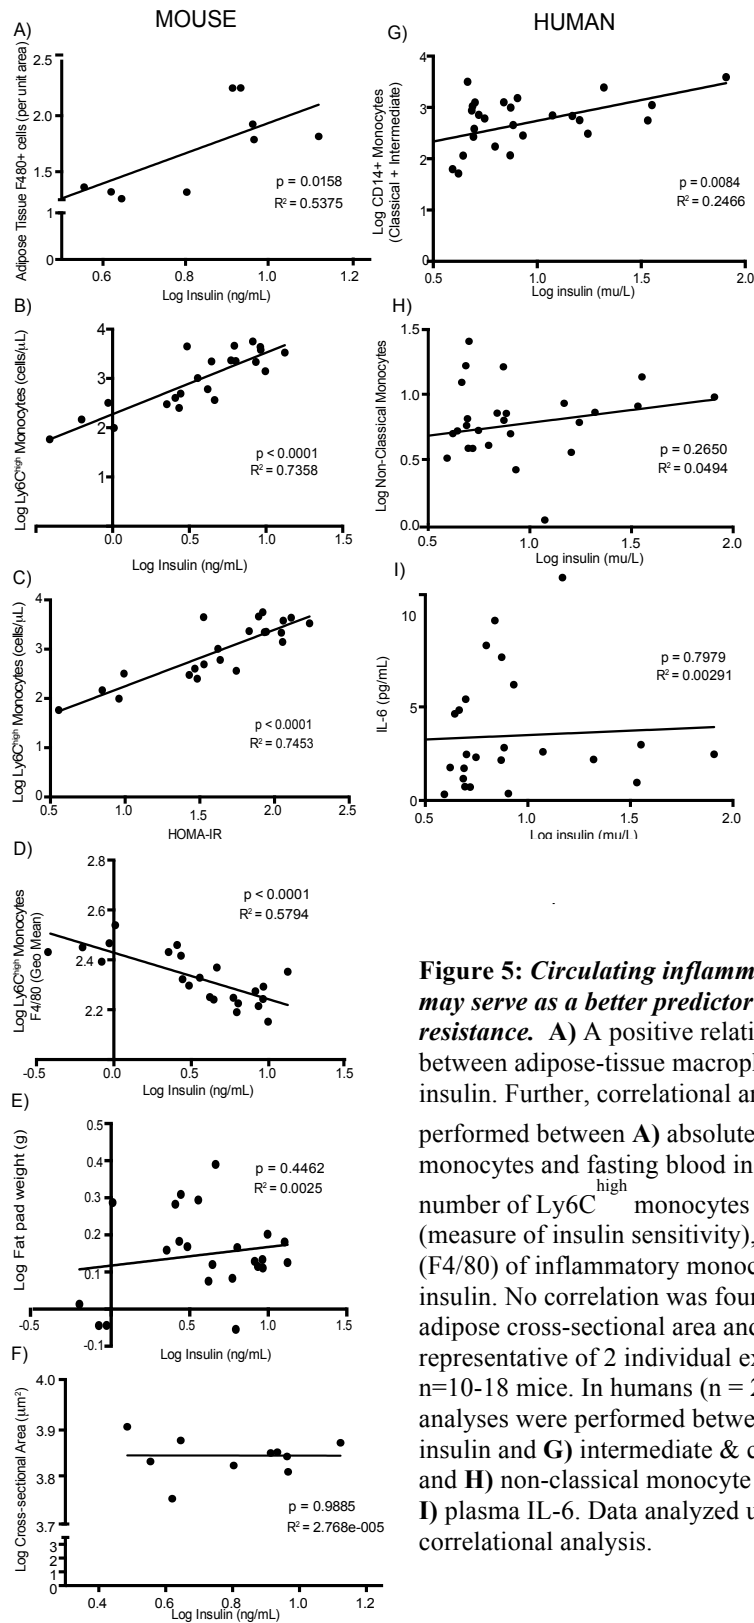 MOUSE
HUMAN
A)
Adipose Tissue F480+ cells (per unit area)
2.5
2.0
1.5
1
0
p = 0.0158
R² = 0.5375
0.6 0.8 1.0 1.2
Log Insulin (ng/mL)
B)
Log Ly6C^high Monocytes (cells/µL)
4
3
2
1
p < 0.0001
R² = 0.7358
0.0 0.5 1.0 1.5
Log Insulin (ng/mL)
C)
Log Ly6C^high Monocytes (cells/µL)
4
3
2
1
0
p < 0.0001
R² = 0.7453
0.5 1.0 1.5 2.0 2.5
HOMA-IR
D)
Log Ly6C^high Monocytes
F4/80 (Geo Mean)
2.8
2.6
2.4
2.2
p < 0.0001
R² = 0.5794
-0.5 0.0 0.5 1.0 1.5
Log Insulin (ng/mL)
E)
Log Fat pad weight (g)
0.5
0.4
0.3
0.2
0.1
-0.1
p = 0.4462
R² = 0.0025
-0.5 0.5 1.0 1.5
Log Insulin (ng/mL)
F)
Log Cross-sectional Area (µm²)
4.0
3.9
3.8
3.7
3
2
1
0
p = 0.9885
R² = 2.768e-005
0.4 0.6 0.8 1.0 1.2
Log Insulin (ng/mL)
G)
Log CD14+ Monocytes
(Classical + Intermediate)
4
3
2
1
0
p = 0.0084
R² = 0.2466
0.5 1.0 1.5 2.0
Log insulin (mu/L)
H)
Log Non-Classical Monocytes
1.5
1.0
0.5
0.0
p = 0.2650
R² = 0.0494
0.5 1.0 1.5 2.0
Log insulin (mu/L)
I)
IL-6 (pg/mL)
10
5
0
p = 0.7979
R² = 0.00291
0.5 1.0 1.5 2.0
Log insulin (mu/L)
Figure 5: Circulating inflamm
may serve as a better predictor
resistance. A) A positive relati
between adipose-tissue macroph
insulin. Further, correlational an
performed between A) absolute
monocytes and fasting blood in
number of Ly6C^high monocytes
(measure of insulin sensitivity),
(F4/80) of inflammatory monoc
insulin. No correlation was foun
adipose cross-sectional area and
representative of 2 individual ex
n=10-18 mice. In humans (n = 2
analyses were performed betwe
insulin and G) intermediate & c
and H) non-classical monocyte
I) plasma IL-6. Data analyzed u
correlational analysis.